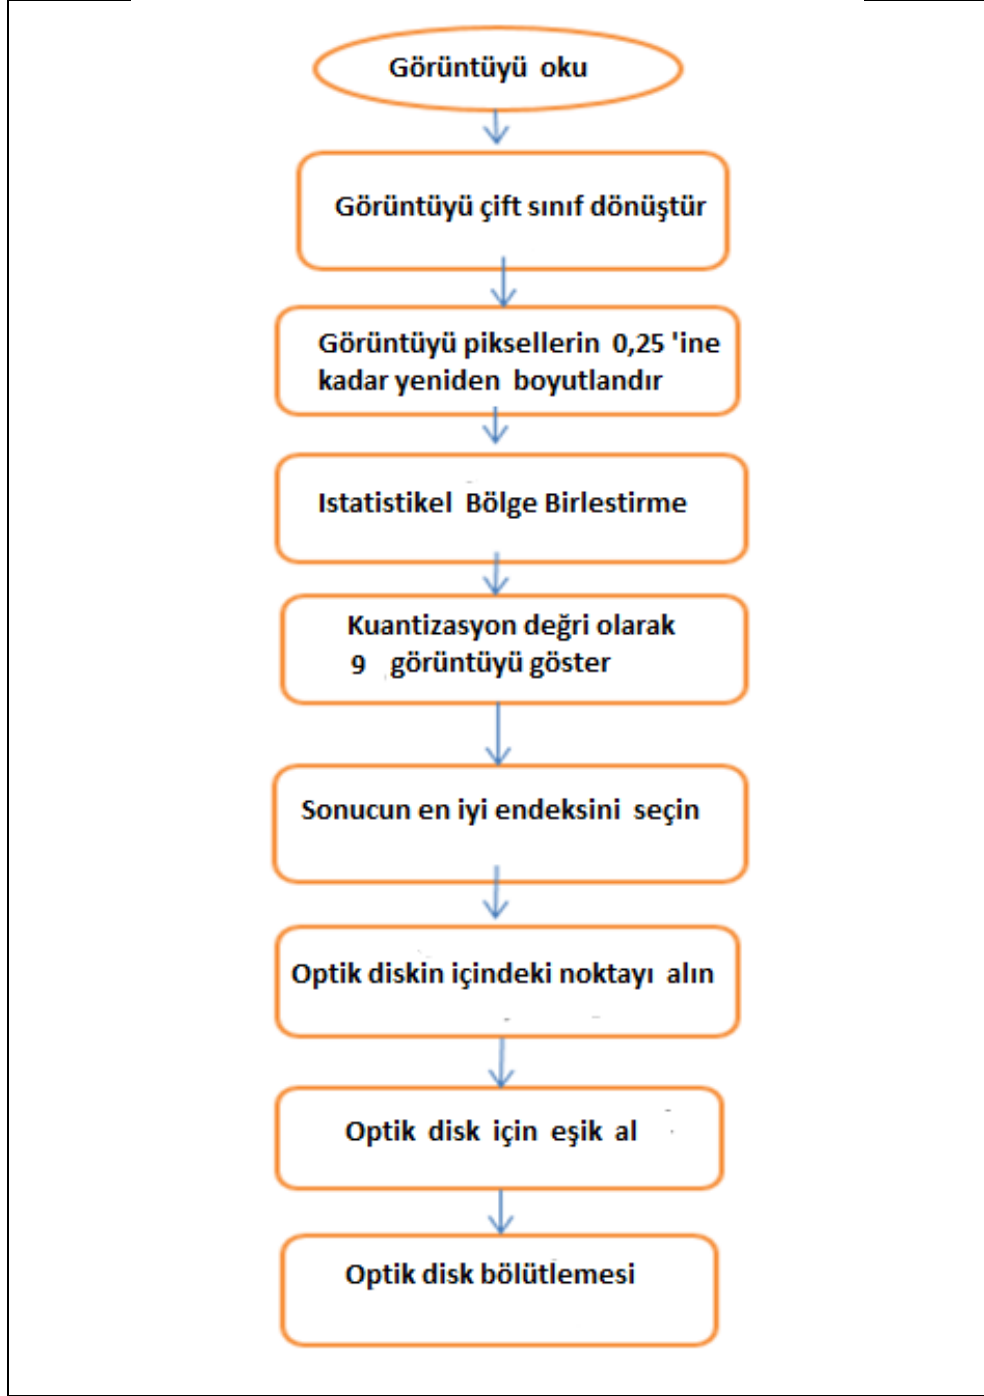 Görüntüyü oku
Görüntüyü çift sınıf dönüştür
Görüntüyü piksellerin 0,25 'ine
kadar yeniden boyutlandır
Istatistikel Bölge Birlestirme
Kuantizasyon değri olarak
9 görüntüyü göster
Sonucun en iyi endeksini seçin
Optik diskin içindeki noktayı alın
Optik disk için eşik al
Optik disk bölütlemesi